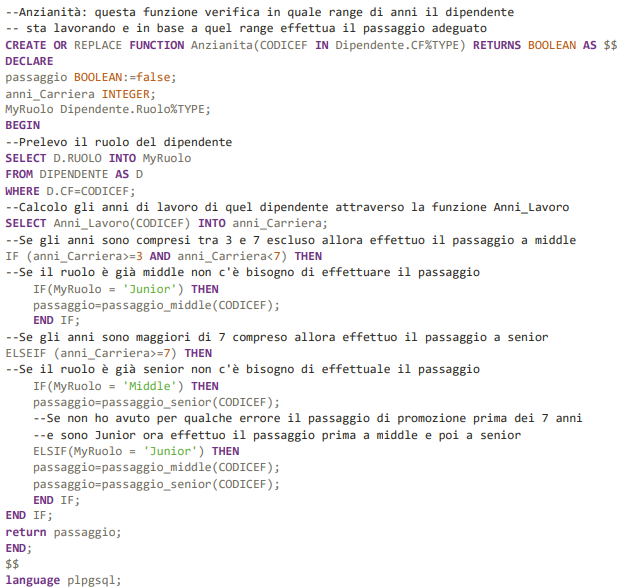 --Anzianità: questa funzione verifica in quale range di anni il dipendente
-- sta lavorando e in base a quel range effettua il passaggio adeguato
CREATE OR REPLACE FUNCTION Anzianita(CODICEF IN Dipendente.CF%TYPE) RETURNS BOOLEAN AS $$
DECLARE
passaggio BOOLEAN:=false;
anni_Carriera INTEGER;
MyRuolo Dipendente.Ruolo%TYPE;
BEGIN
--Prelevo il ruolo del dipendente
SELECT D.RUOLO INTO MyRuolo
FROM DIPENDENTE AS D
WHERE D.CF=CODICEF;
--Calcolo gli anni di lavoro di quel dipendente attraverso la funzione Anni_Lavoro
SELECT Anni_Lavoro(CODICEF) INTO anni_Carriera;
--Se gli anni sono compresi tra 3 e 7 escluso allora effettuo il passaggio a middle
IF (anni_Carriera>=3 AND anni_Carriera<7) THEN
--Se il ruolo è già middle non c'è bisogno di effettuare il passaggio
    IF(MyRuolo = 'Junior') THEN
    passaggio=passaggio_middle(CODICEF);
    END IF;
--Se gli anni sono maggiori di 7 compreso allora effettuo il passaggio a senior
ELSEIF (anni_Carriera>=7) THEN
--Se il ruolo è già senior non c'è bisogno di effettuale il passaggio
    IF(MyRuolo = 'Middle') THEN
    passaggio=passaggio_senior(CODICEF);
    --Se non ho avuto per qualche errore il passaggio di promozione prima dei 7 anni
    --e sono Junior ora effettuo il passaggio prima a middle e poi a senior
    ELSIF(MyRuolo = 'Junior') THEN
    passaggio=passaggio_middle(CODICEF);
    passaggio=passaggio_senior(CODICEF);
    END IF;
END IF;
return passaggio;
END;
$$
language plpgsql;